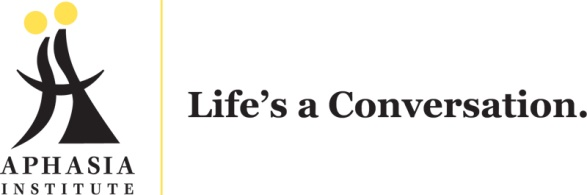 APHASIA
INSTITUTE
Life's a Conversation.